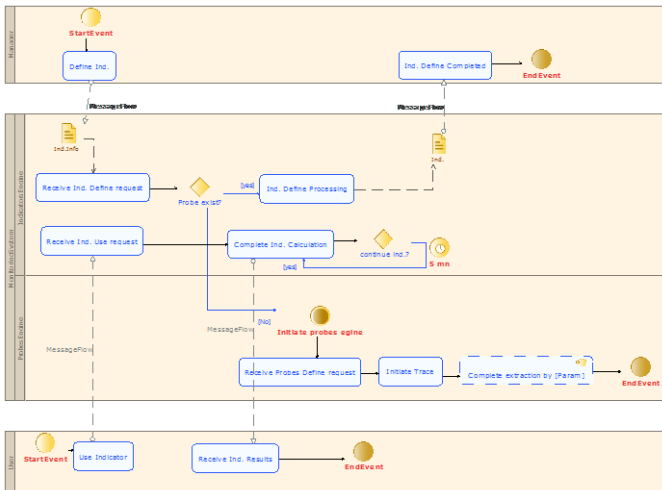 Manager
StartEvent
Define Ind.
Ind. Define Completed
EndEvent
MessageFlow
MessageFlow
Indicators Engine
Ind.Info
Ind.
Receive Ind. Define request
Probe exist?
[yes]
Ind. Define Processing
Receive Ind. Use request
Complete Ind. Calculation
continue ind.?
5 mn
[yes]
Probes Engine
[No]
MessageFlow
Initiate probes egine
MessageFlow
Receive Probes Define request
Initiate Trace
Complete extraction by [Param]
EndEvent
User
StartEvent
Use Indicator
Receive Ind. Results
EndEvent